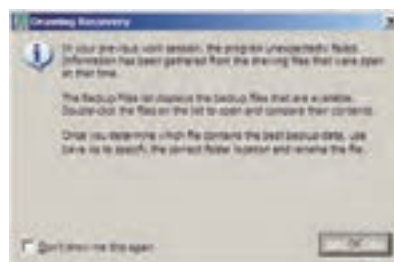 Drawing Recovery
In your previous work session, the program unexpectedly failed.
Information has been gathered from the drawing files that were open
at that time.
The Backup Files list displays the backup files that are available.
Double-click the files on the list to open and compare their contents.
Once you determine which file contains the best backup data, use
Save As to specify the correct folder location and rename the file.
Don't show me this again
OK